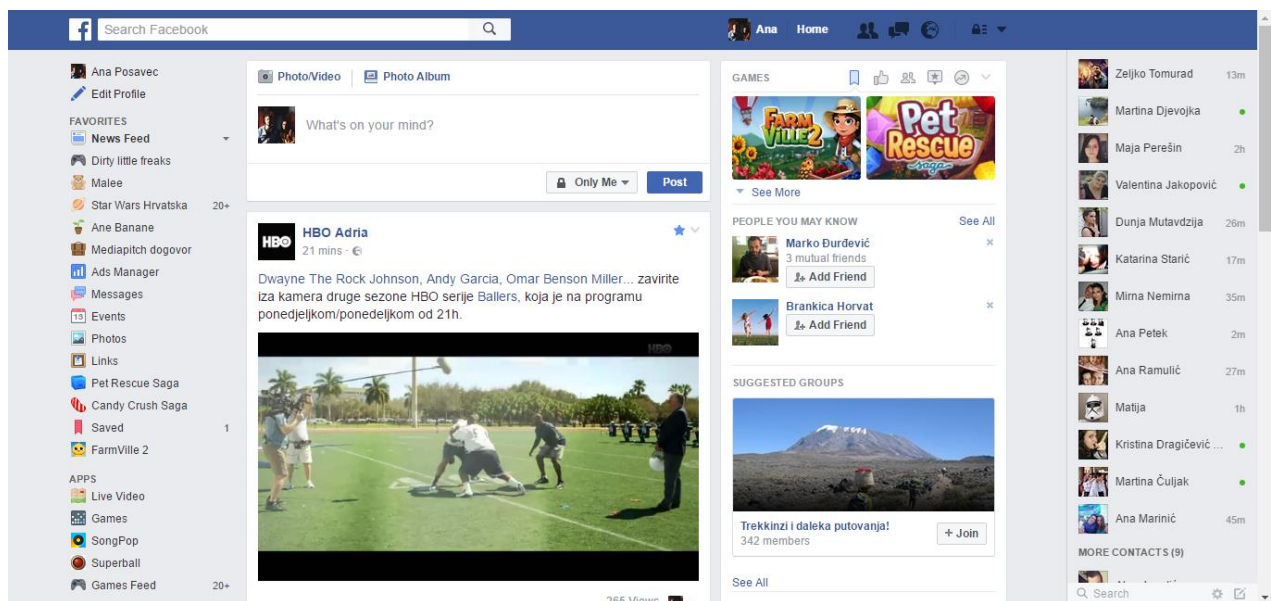 f
Search Facebook
Ana
Home
Ana Posavec
Edit Profile
FAVORITES
News Feed
Dirty little freaks
Malee
Star Wars Hrvatska 20+
Ane Banane
Mediapitch dogovor
Ads Manager
Messages
13 Events
Photos
Links
Pet Rescue Saga
Candy Crush Saga
Saved 1
FarmVille 2
APPS
Live Video
Games
SongPop
Superball
Games Feed 20+
Photo/Video Photo Album
What's on your mind?
Only Me Post
HBO HBO Adria
21 mins ·
Dwayne The Rock Johnson, Andy Garcia, Omar Benson Miller... zavirite
iza kamera druge sezone HBO serije Ballers, koja je na programu
ponedjeljkom/ponedeljkom od 21h.
HBO
265 Views
GAMES
FARM VILLE 2
Pet Rescue saga
See More
PEOPLE YOU MAY KNOW See All
Marko Đurđević
3 mutual friends
Add Friend
Brankica Horvat
Add Friend
SUGGESTED GROUPS
Trekkinzi i daleka putovanja!
342 members
+ Join
See All
Zeljko Tomurad 13m
Martina Djevojka
Maja Perešin 2h
Valentina Jakopović
Dunja Mutavdzija 26m
Katarina Starić 17m
Mirna Nemirna 35m
Ana Petek 2m
Ana Ramulić 27m
Matija 1h
Kristina Dragičević ...
Martina Čuljak
Ana Marinić 45m
MORE CONTACTS (9)
Search